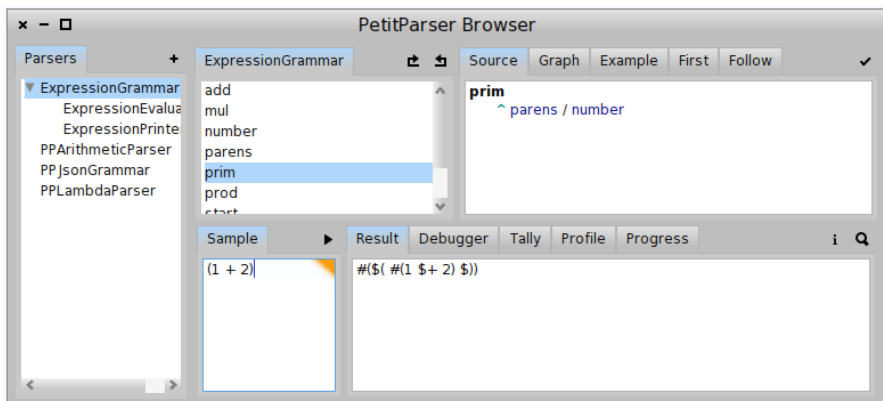 PetitParser Browser
Parsers
ExpressionGrammar
ExpressionEvalua
ExpressionPrinte
PPArithmeticParser
PPJsonGrammar
PPLambdaParser
ExpressionGrammar
add
mul
number
parens
prim
prod
start
Source Graph Example First Follow
prim
^ parens / number
Sample
(1 + 2)
Result Debugger Tally Profile Progress
#($( #(1 $+ 2) $))